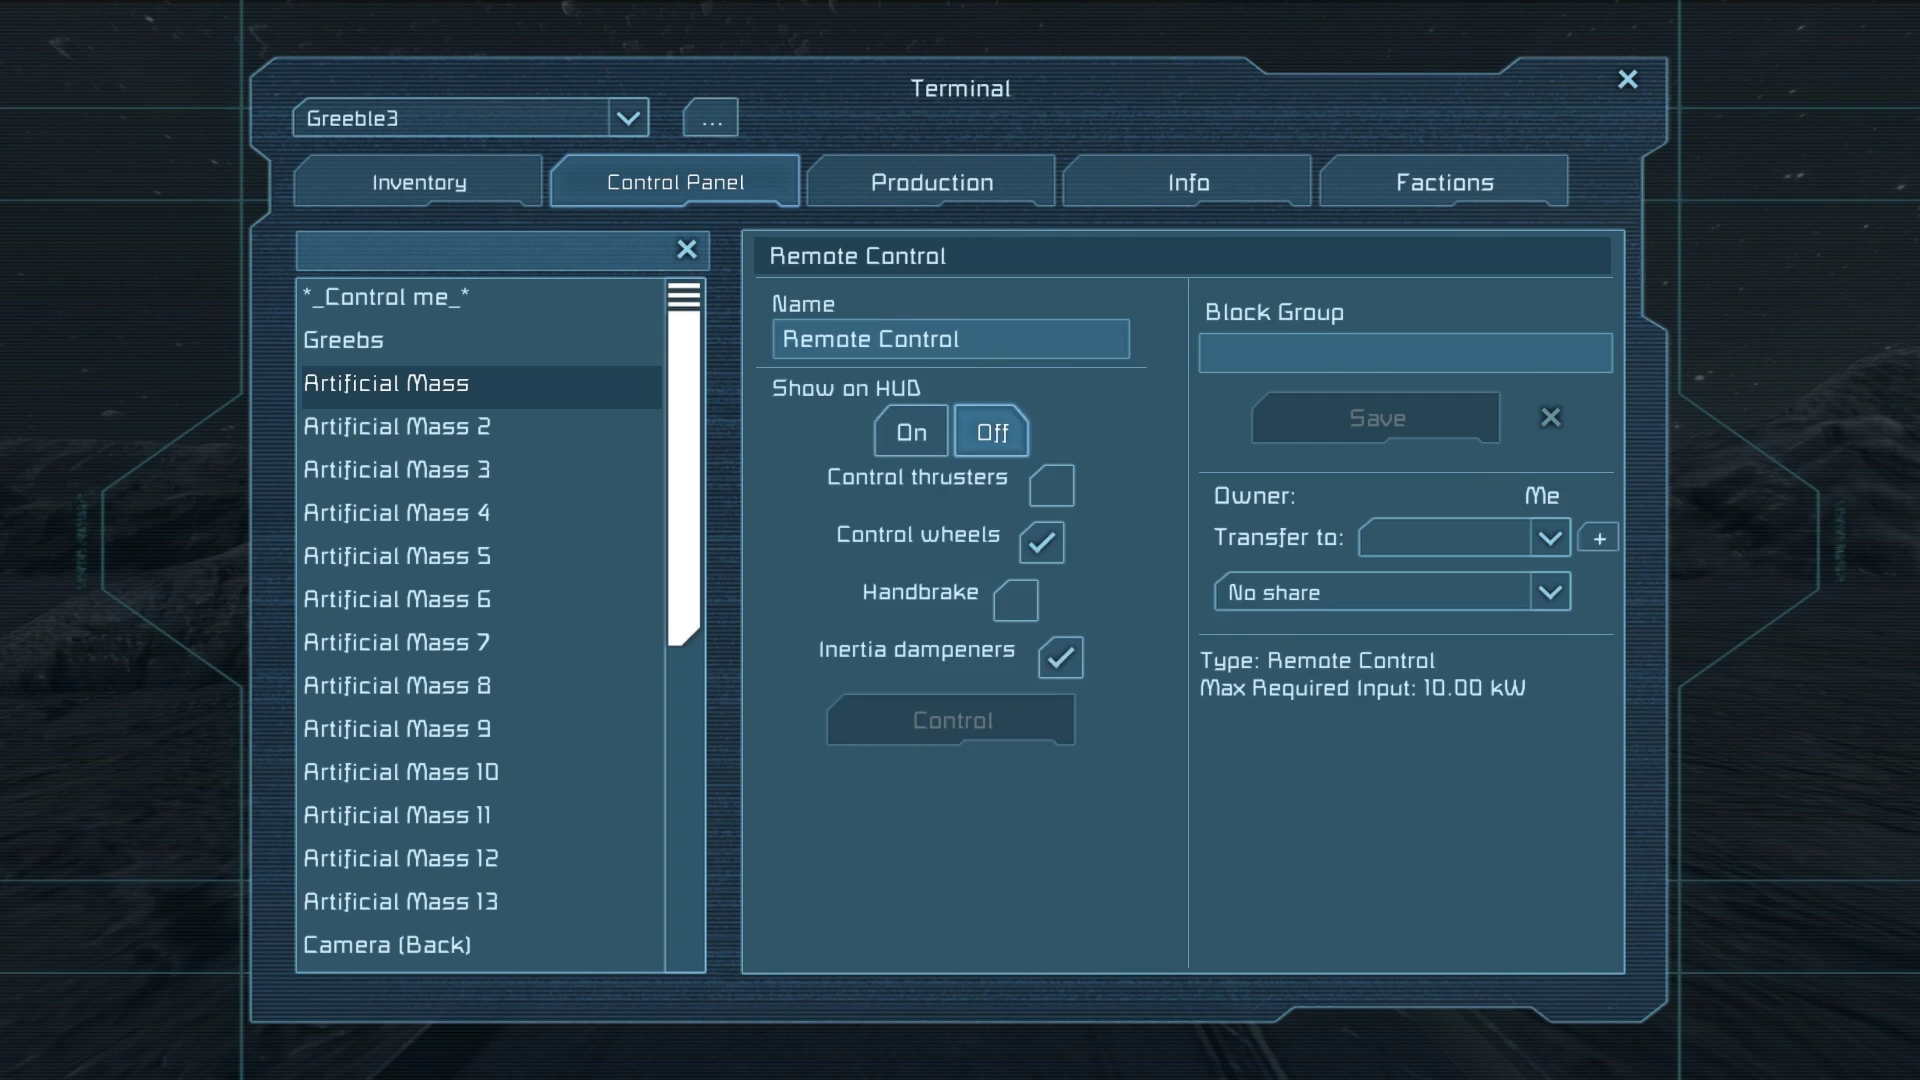 Terminal
Greeble3
...
Inventory
Control Panel
Production
Info
Factions
*_Control me_*
Greebs
Artificial Mass
Artificial Mass 2
Artificial Mass 3
Artificial Mass 4
Artificial Mass 5
Artificial Mass 6
Artificial Mass 7
Artificial Mass 8
Artificial Mass 9
Artificial Mass 10
Artificial Mass 11
Artificial Mass 12
Artificial Mass 13
Camera (Back)
Remote Control
Name
Remote Control
Show on HUD
On
Off
Control thrusters
Control wheels
Handbrake
Inertia dampeners
Control
Block Group
Save
Owner: Me
Transfer to:
+
No share
Type: Remote Control
Max Required Input: 10.00 kW